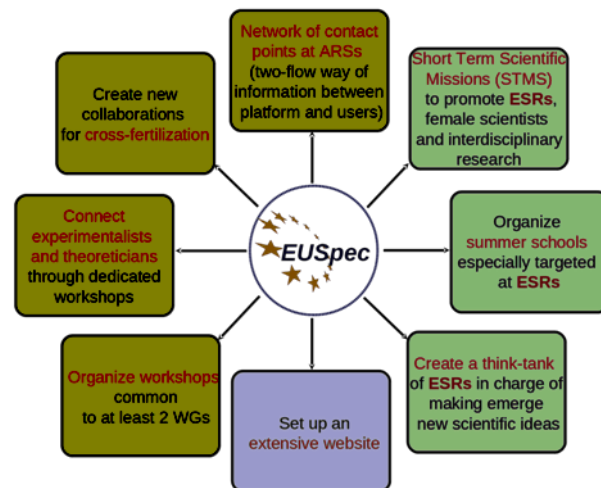 Network of contact
points at ARSs
(two-flow way of
information between
platform and users)
Short Term Scientific
Missions (STMS)
to promote ESRs,
female scientists
and interdisciplinary
research
Create new
collaborations
for cross-fertilization
Connect
experimentalists
and theoreticians
through dedicated
workshops
EUSpec
Organize
summer schools
especially targeted
at ESRs
Organize workshops
common
to at least 2 WGs
Set up an
extensive website
Create a think-tank
of ESRs in charge of
making emerge
new scientific ideas